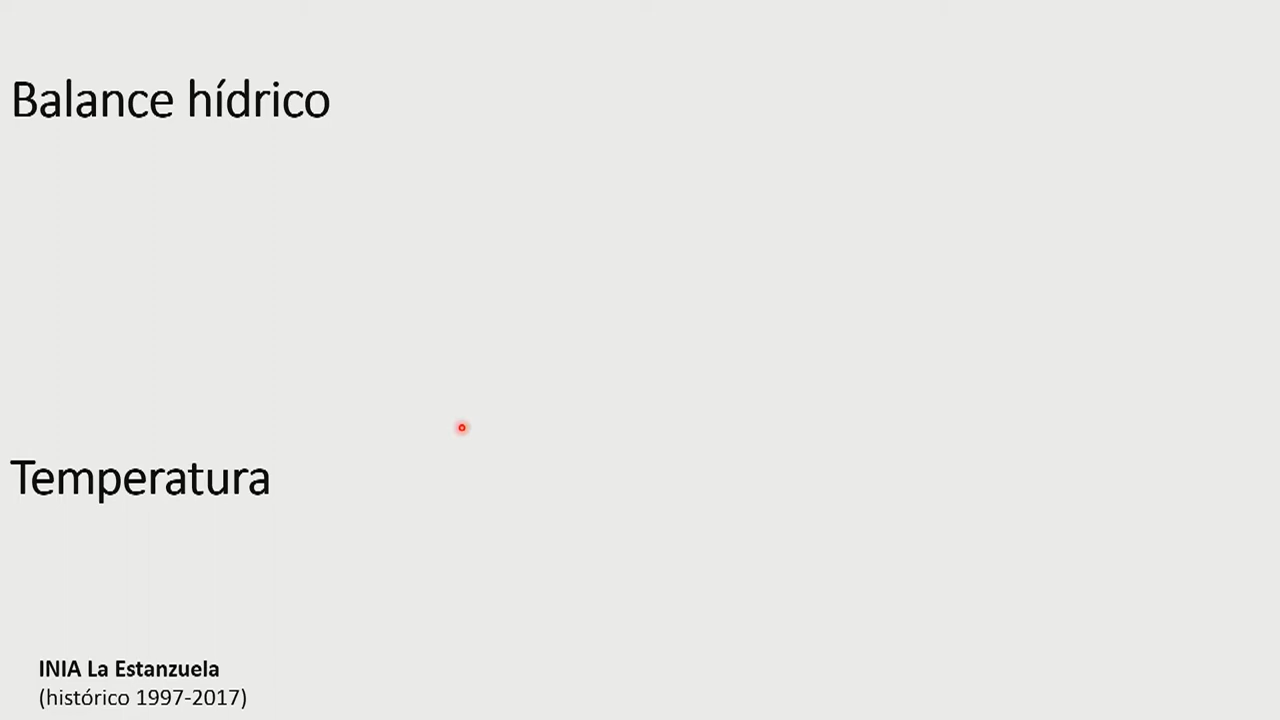 Balance hídrico
Temperatura
INIA La Estanzuela
(histórico 1997-2017)